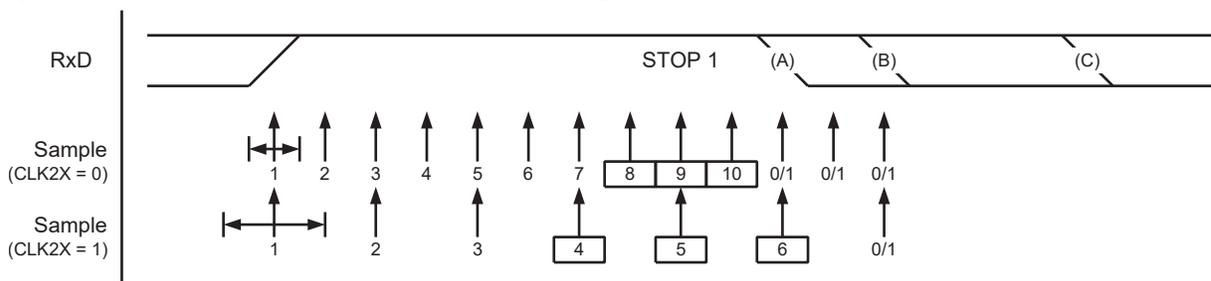 RxD STOP 1 (A) (B) (C)
Sample
(CLK2X = 0)
1 2 3 4 5 6 7 8 9 10 0/1 0/1 0/1
Sample
(CLK2X = 1)
1 2 3 4 5 6 0/1